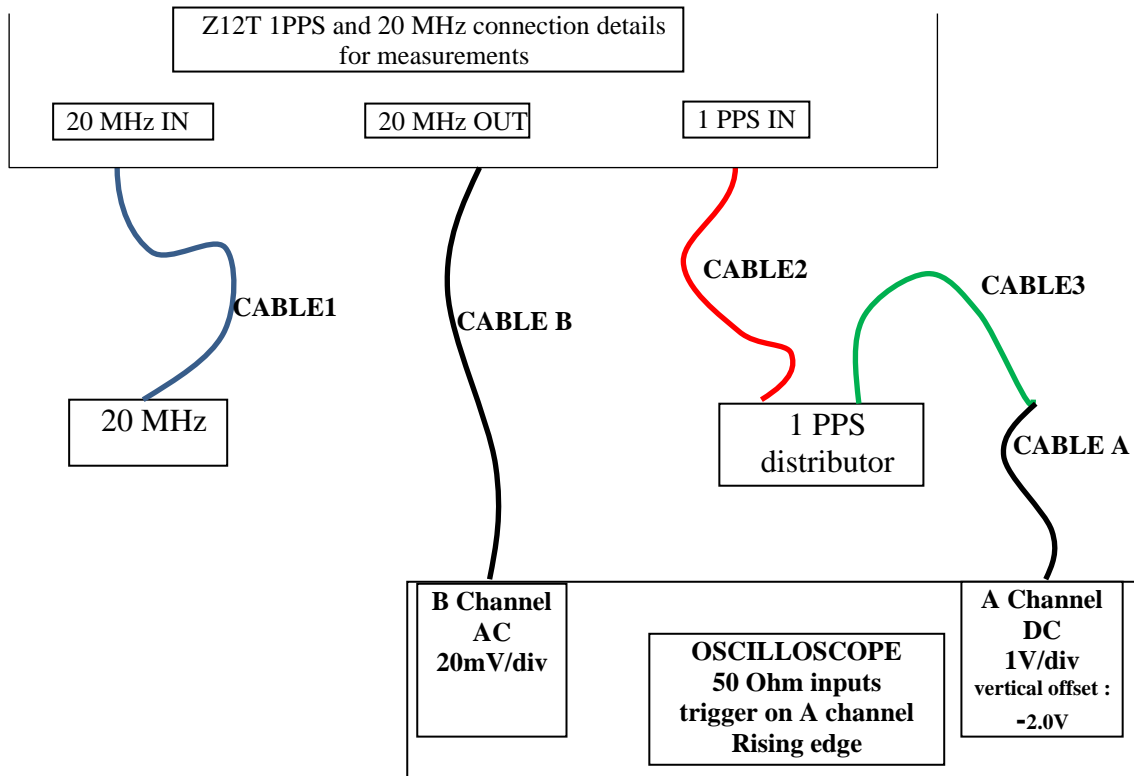 Z12T 1PPS and 20 MHz connection details
for measurements
20 MHz IN
20 MHz OUT
1 PPS IN
CABLE1
CABLE B
CABLE2
CABLE3
20 MHz
1 PPS
distributor
CABLE A
B Channel
AC
20mV/div
OSCILLOSCOPE
50 Ohm inputs
trigger on A channel
Rising edge
A Channel
DC
1V/div
vertical offset :
-2.0V